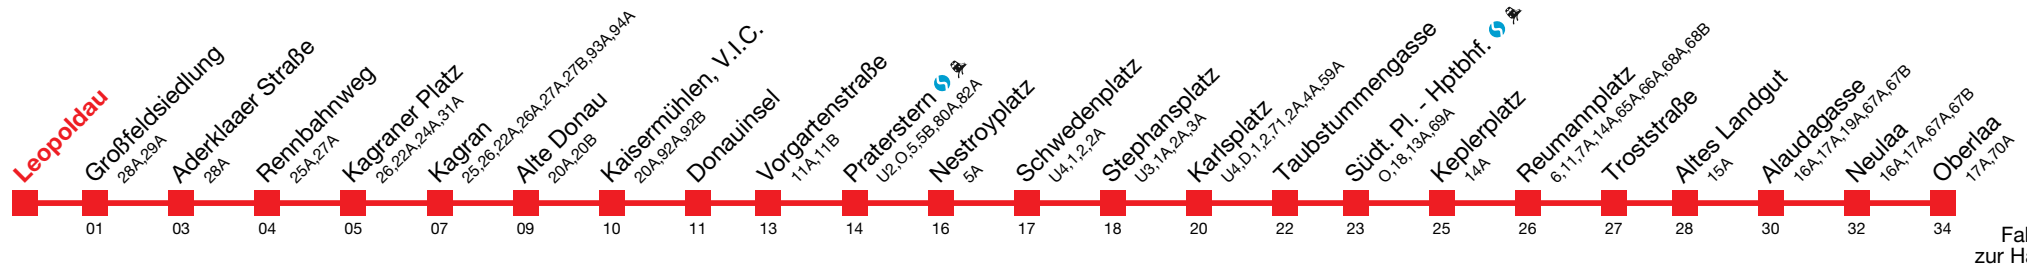 Leopoldau
Großfeldsiedlung
28A,29A
Aderklaaer Straße
28A
Rennbahnweg
25A,27A
Kagraner Platz
26,22A,24A,31A
Kagran
25,26,22A,26A,27A,27B,93A,94A
Alte Donau
20A,20B
Kaisermühlen, V.I.C.
20A,92A,92B
Donauinsel
Vorgartenstraße
11A,11B
Praterstern
U2,O,5,5B,80A,82A
Nestroyplatz
5A
Schwedenplatz
U4,1,2,2A
Stephansplatz
U3,1A,2A,3A
Karlsplatz
U4,D,1,2,71,2A,4A,59A
Taubstummengasse
Südt. Pl. - Hptbhf.
O,18,13A,69A
Keplerplatz
14A
Reumannplatz
6,11,7A,14A,65A,66A,68A,68B
Troststraße
Altes Landgut
15A
Alaudagasse
16A,17A,19A,67A,67B
Neulaa
16A,17A,67A,67B
Oberlaa
17A,70A
01 03 04 05 07 09 10 11 13 14 16 17 18 20 22 23 25 26 27 28 30 32 34